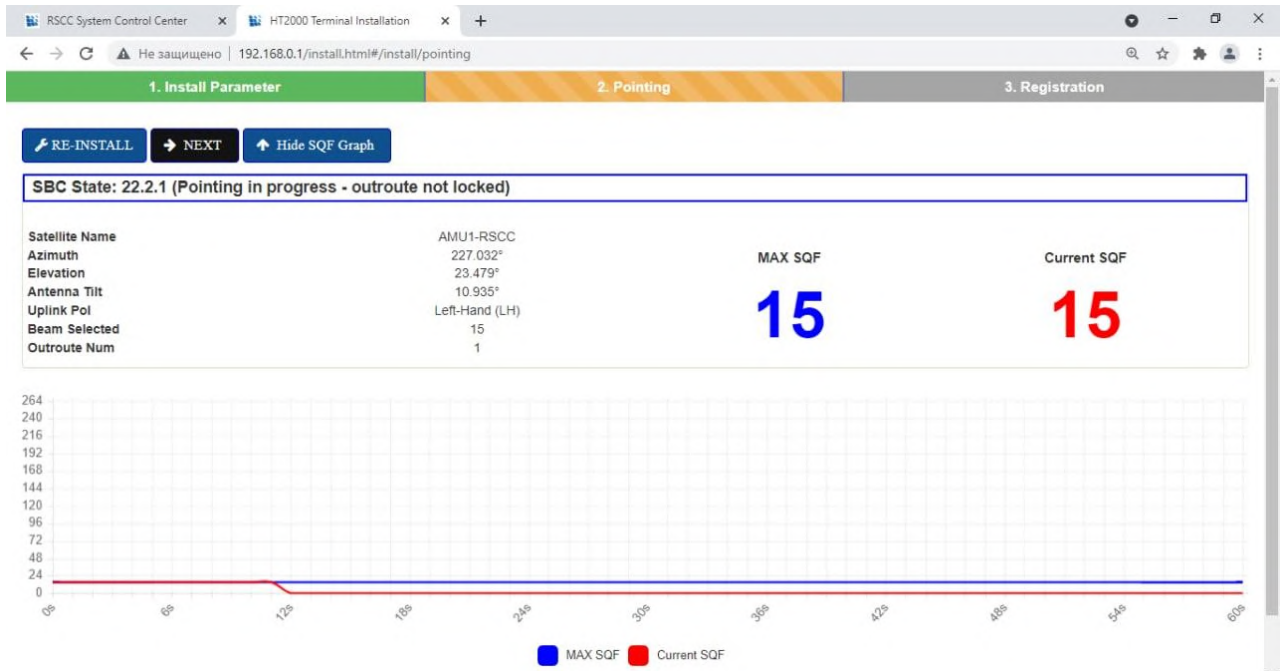 RSCC System Control Center
HT2000 Terminal Installation
Не защищено | 192.168.0.1/install.html#/install/pointing
1. Install Parameter
2. Pointing
3. Registration
RE-INSTALL
NEXT
Hide SQF Graph
SBC State: 22.2.1 (Pointing in progress - outroute not locked)
Satellite Name AMU1-RSCC
Azimuth 227.032°
Elevation 23.479°
Antenna Tilt 10.935°
Uplink Pol Left-Hand (LH)
Beam Selected 15
Outroute Num 1
MAX SQF
15
Current SQF
15
264
240
216
192
168
144
120
96
72
48
24
0
0s 6s 12s 18s 24s 30s 36s 42s 48s 54s 60s
MAX SQF Current SQF